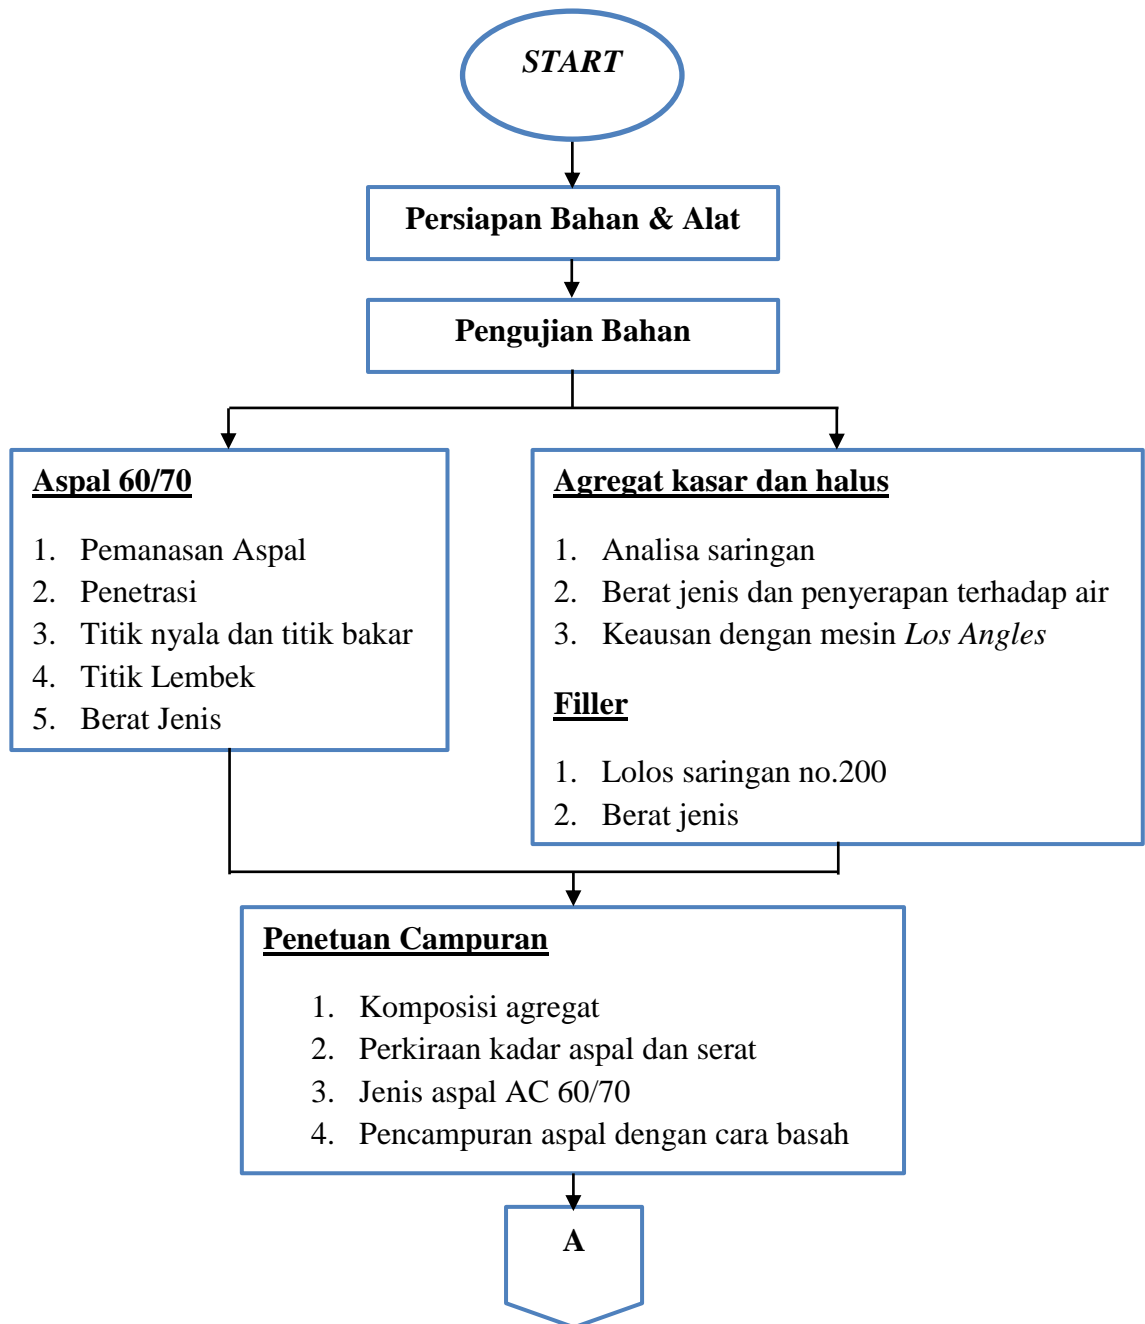 START
Persiapan Bahan & Alat
Pengujian Bahan
Aspal 60/70
1. Pemanasan Aspal
2. Penetrasi
3. Titik nyala dan titik bakar
4. Titik Lembek
5. Berat Jenis
Agregat kasar dan halus
1. Analisa saringan
2. Berat jenis dan penyerapan terhadap air
3. Keausan dengan mesin Los Angles
Filler
1. Lolos saringan no.200
2. Berat jenis
Penetuan Campuran
1. Komposisi agregat
2. Perkiraan kadar aspal dan serat
3. Jenis aspal AC 60/70
4. Pencampuran aspal dengan cara basah
A